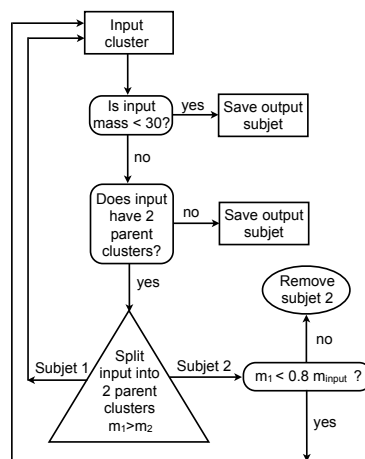 Input
cluster
Is input
mass < 30?
yes
Save output
subjet
no
Does input
have 2
parent
clusters?
no
Save output
subjet
yes
Remove
subjet 2
no
Subjet 1
Split
input into
2 parent
clusters
m₁>m₂
Subjet 2
m₁ < 0.8 mᵢₙₚᵤₜ ?
yes